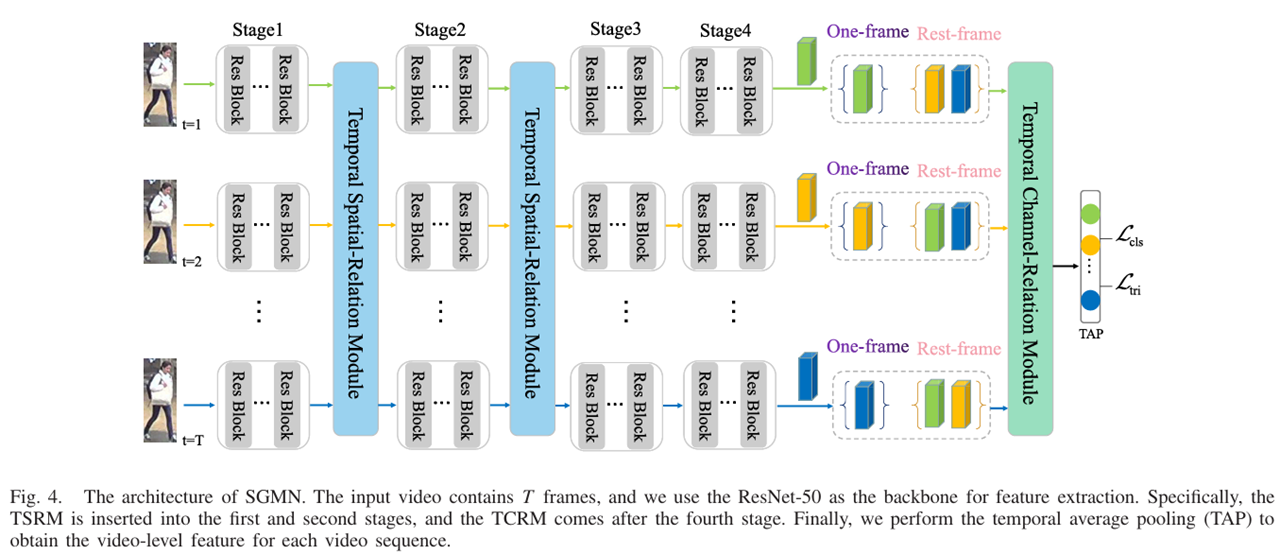 Stage1
Stage2
Stage3
Stage4
One-frame Rest-frame
Res Block ... Res Block
Res Block ... Res Block
Res Block ... Res Block
Res Block ... Res Block
t=1
One-frame Rest-frame
Res Block ... Res Block
Res Block ... Res Block
Res Block ... Res Block
Res Block ... Res Block
t=2
One-frame Rest-frame
Res Block ... Res Block
Res Block ... Res Block
Res Block ... Res Block
Res Block ... Res Block
t=T
Temporal Spatial-Relation Module
Temporal Spatial-Relation Module
Temporal Channel-Relation Module
ℒcls
ℒtri
TAP
Fig. 4. The architecture of SGMN. The input video contains T frames, and we use the ResNet-50 as the backbone for feature extraction. Specifically, the
TSRM is inserted into the first and second stages, and the TCRM comes after the fourth stage. Finally, we perform the temporal average pooling (TAP) to
obtain the video-level feature for each video sequence.